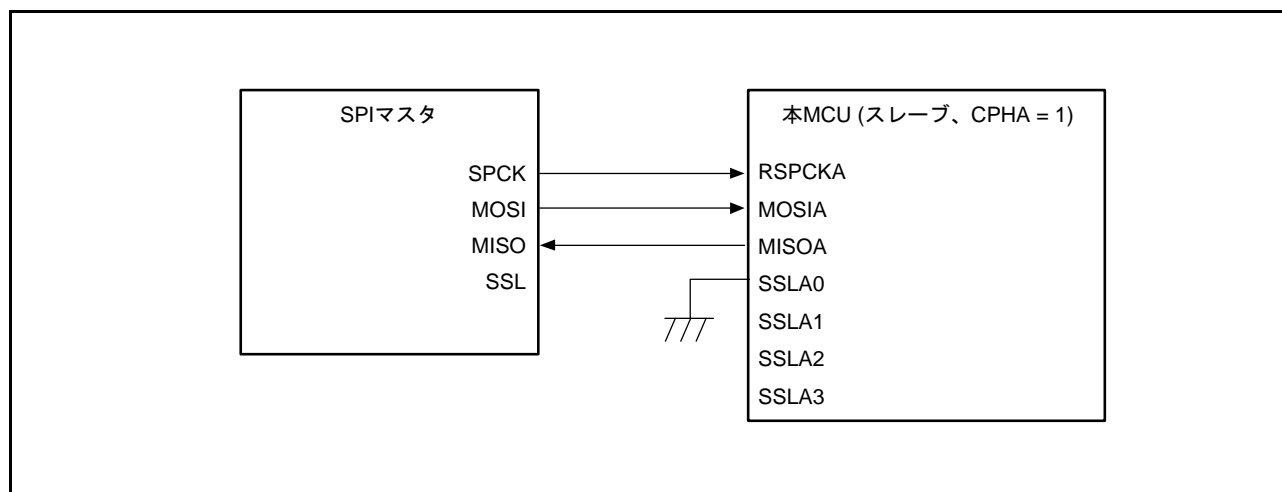 SPIマスタ
SPCK
MOSI
MISO
SSL
本MCU (スレーブ、CPHA = 1)
RSPCKA
MOSIA
MISOA
SSLA0
SSLA1
SSLA2
SSLA3